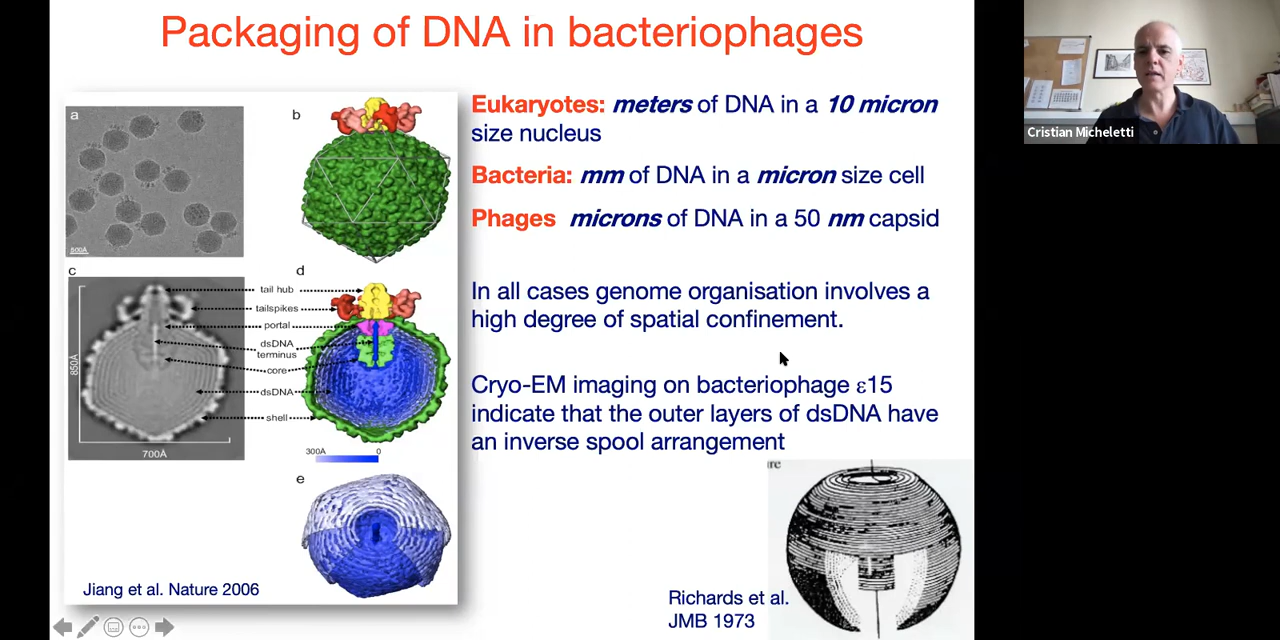 Packaging of DNA in bacteriophages
Cristian Micheletti
a
b
500Å
c
d
tail hub
tailspikes
portal
dsDNA
terminus
core
dsDNA
shell
850Å
700Å
300Å 0
e
Jiang et al. Nature 2006
Eukaryotes: meters of DNA in a 10 micron
size nucleus
Bacteria: mm of DNA in a micron size cell
Phages microns of DNA in a 50 nm capsid
In all cases genome organisation involves a
high degree of spatial confinement.
Cryo-EM imaging on bacteriophage ε15
indicate that the outer layers of dsDNA have
an inverse spool arrangement
Richards et al.
JMB 1973